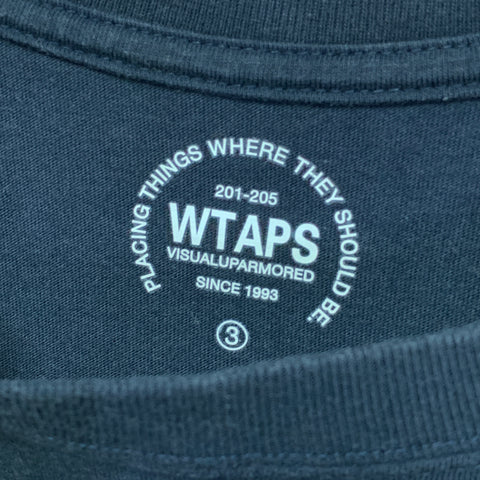 PLACING THINGS WHERE THEY SHOULD BE.
201-205
WTAPS
VISUALUPARMORED
SINCE 1993
3